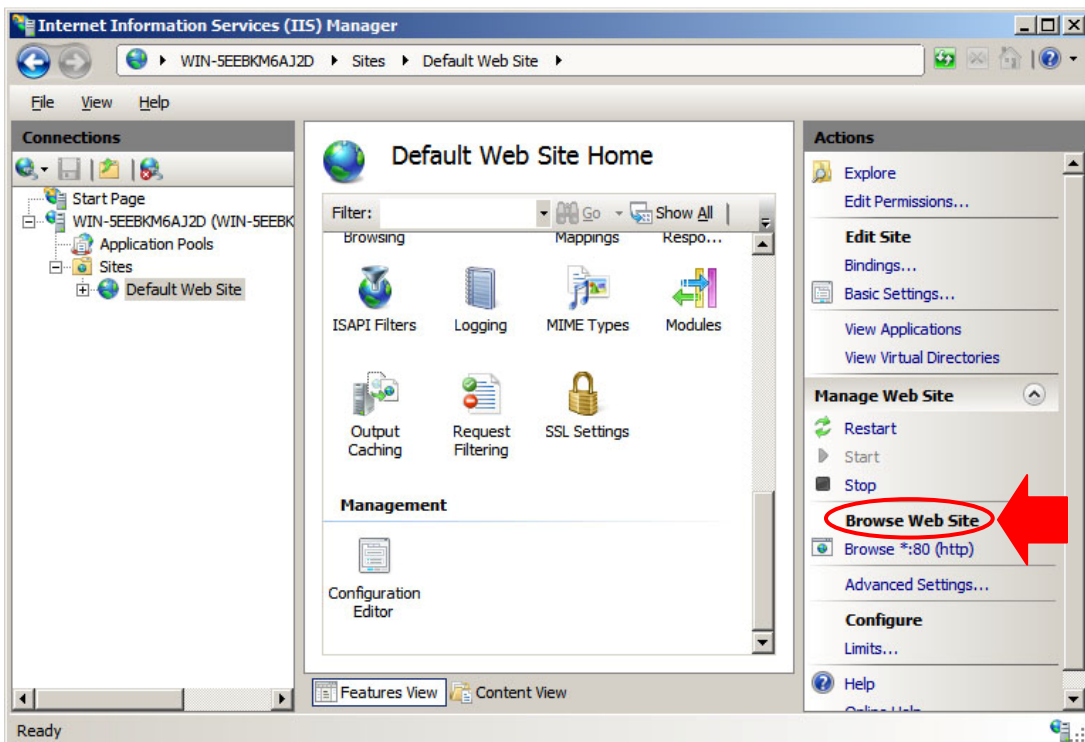 Internet Information Services (IIS) Manager
WIN-5EEBKM6AJ2D ▸ Sites ▸ Default Web Site ▸
File View Help
Connections
Start Page
WIN-5EEBKM6AJ2D (WIN-5EEBK
Application Pools
Sites
Default Web Site
Default Web Site Home
Filter: Go Show All
Browsing Mappings Respo...
ISAPI Filters Logging MIME Types Modules
Output Caching
Request Filtering
SSL Settings
Management
Configuration
Editor
Features View Content View
Actions
Explore
Edit Permissions...
Edit Site
Bindings...
Basic Settings...
View Applications
View Virtual Directories
Manage Web Site
Restart
Start
Stop
Browse Web Site
Browse *:80 (http)
Advanced Settings...
Configure
Limits...
Help
Online Help
Ready